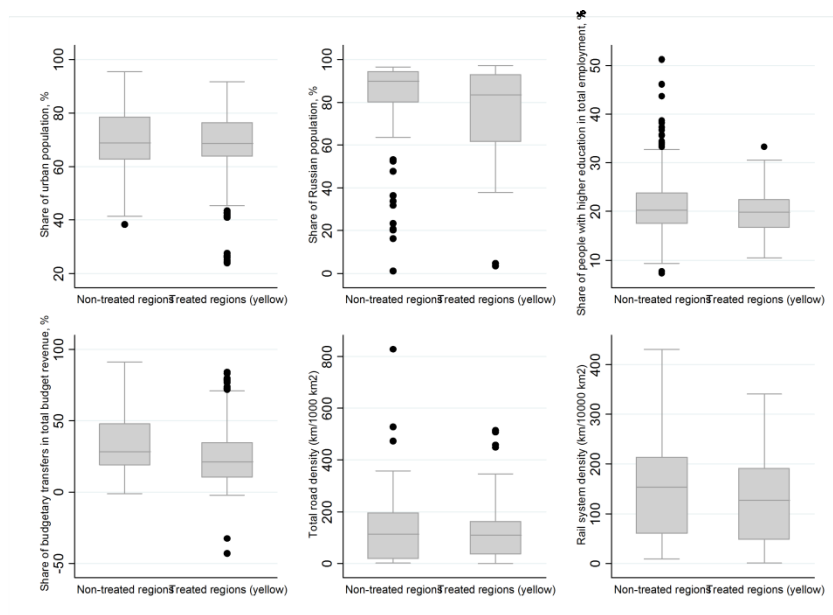 Share of urban population, %
100
80
60
40
20
Non-treated regions Treated regions (yellow)
Share of Russian population, %
100
80
60
40
20
0
Non-treated regions Treated regions (yellow)
Share of people with higher education in total employment, %
50
40
30
20
10
Non-treated regions Treated regions (yellow)
Share of budgetary transfers in total budget revenue, %
100
50
0
-50
Non-treated regions Treated regions (yellow)
Total road density (km/1000 km2)
800
600
400
200
0
Non-treated regions Treated regions (yellow)
Rail system density (km/10000 km2)
400
300
200
100
0
Non-treated regions Treated regions (yellow)